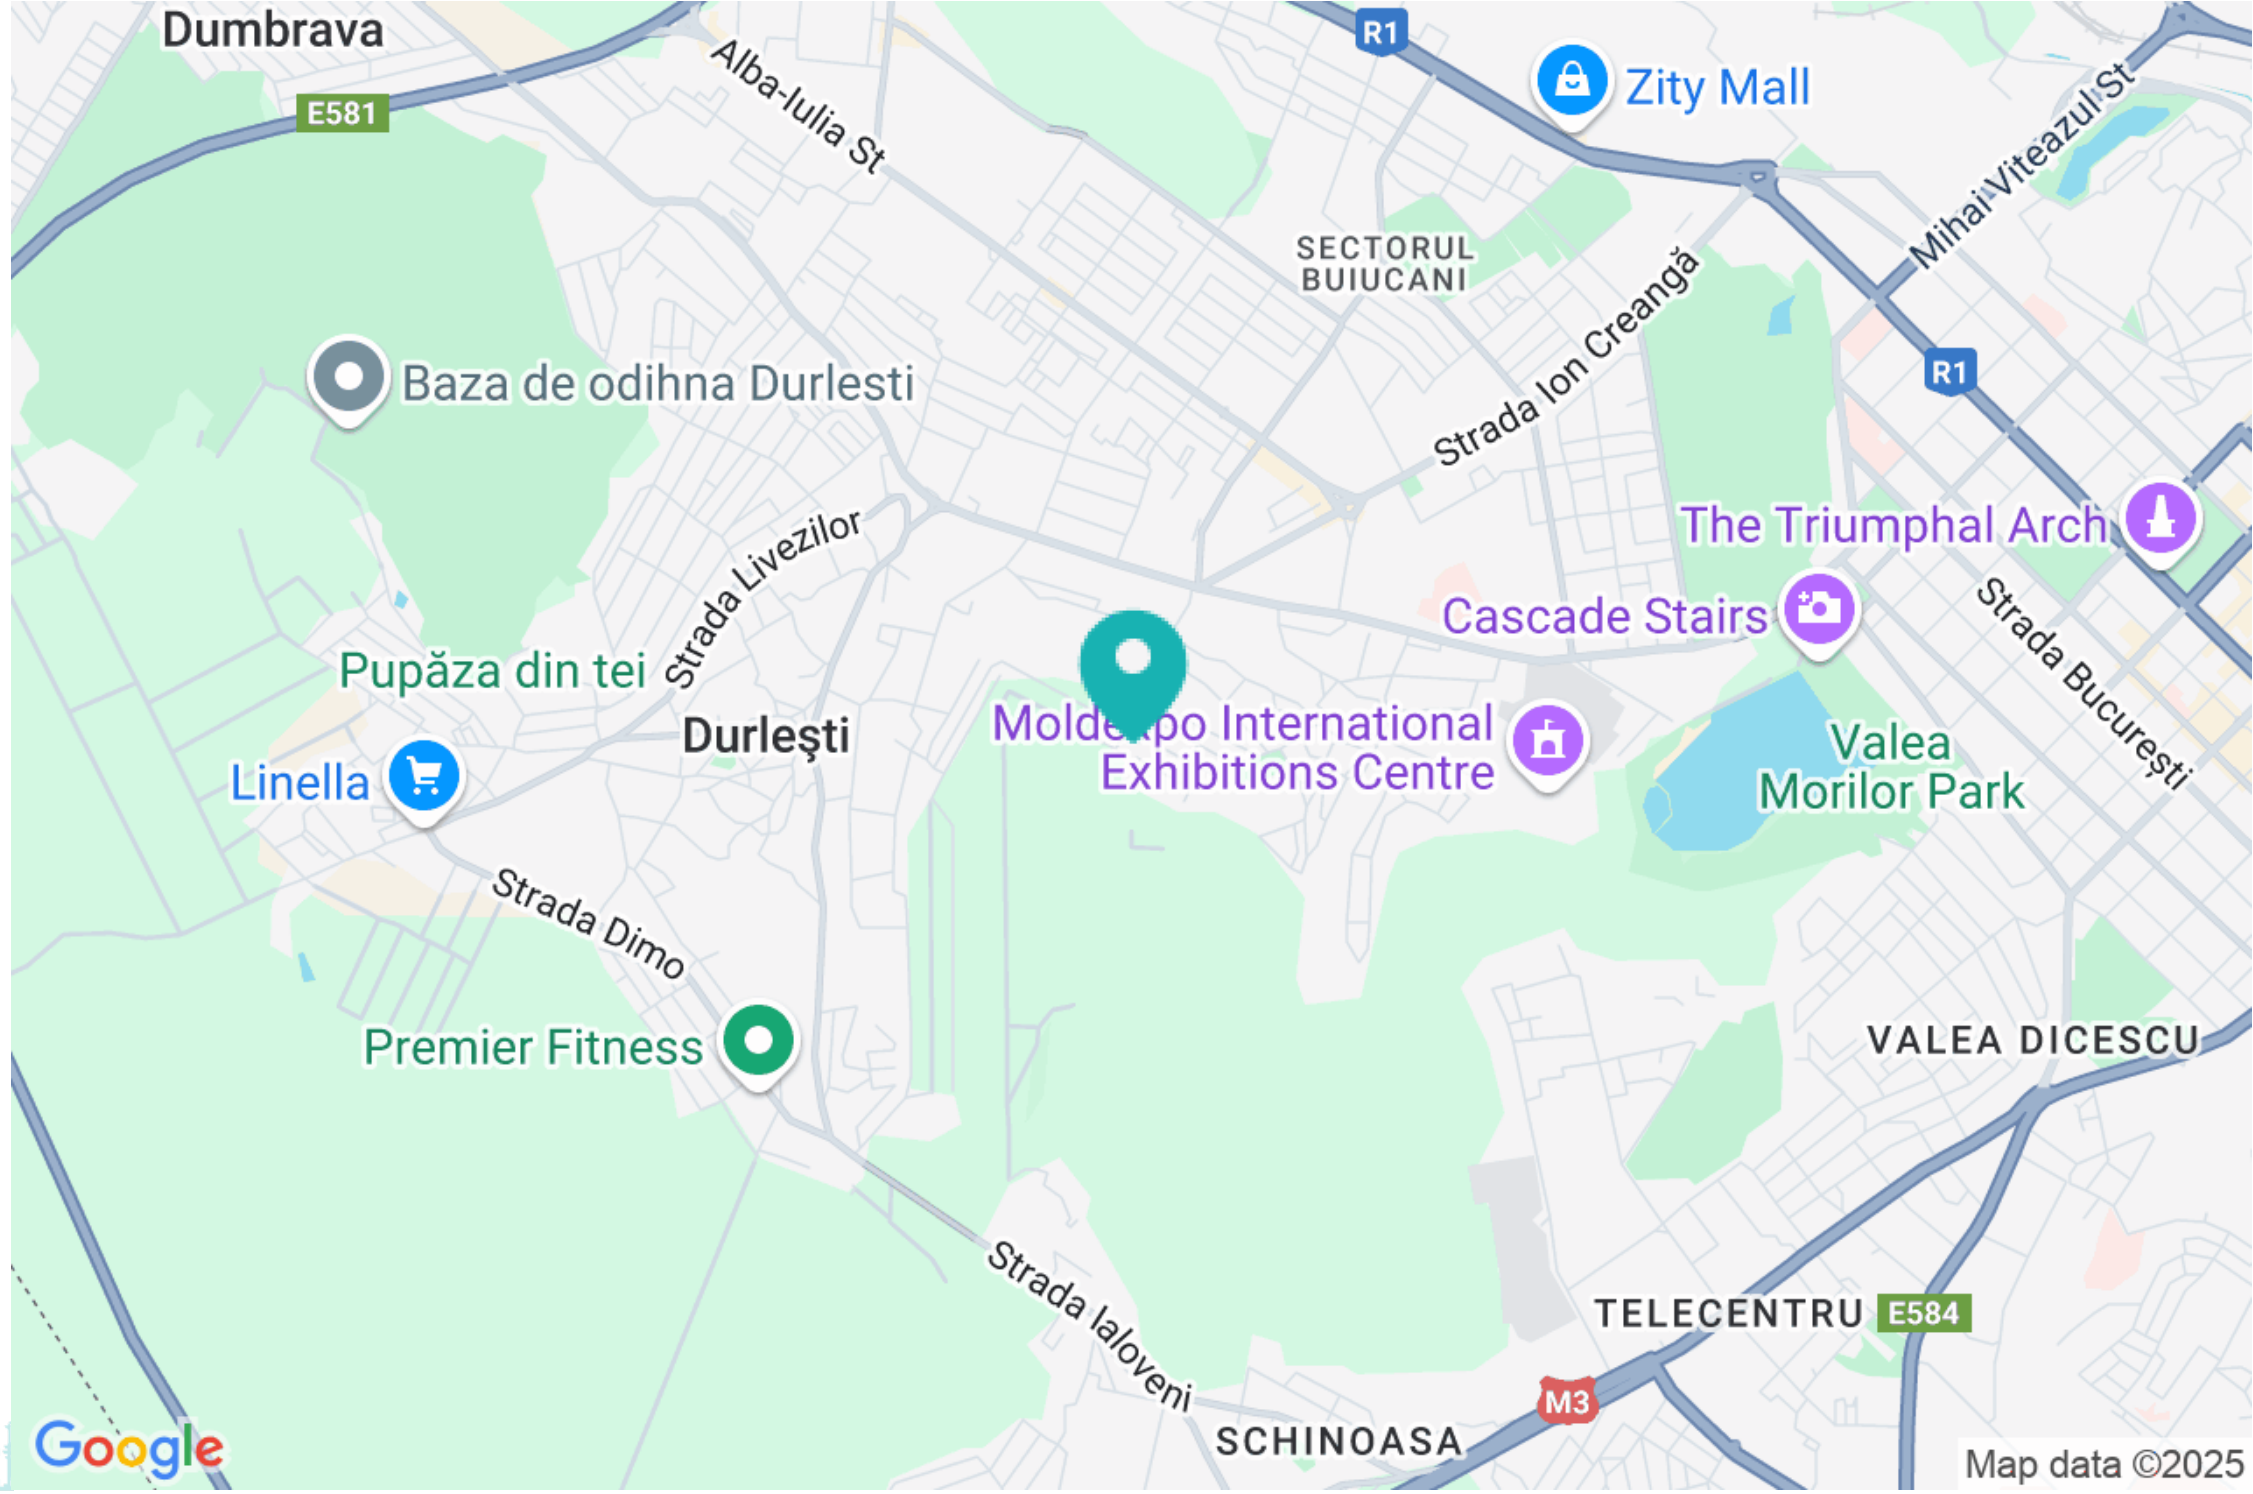 Dumbrava
R1
Zity Mall
E581
Alba-Iulia St
Mihai Viteazul St
SECTORUL
BUIUCANI
Strada Ion Creangă
Baza de odihna Durlesti
R1
Strada Livezilor
The Triumphal Arch
Cascade Stairs
Strada București
Pupăza din tei
Durleşti
Moldexpo International
Exhibitions Centre
Valea
Morilor Park
Linella
Strada Dimo
Premier Fitness
VALEA DICESCU
Strada Ialoveni
TELECENTRU
E584
M3
SCHINOASA
Google
Map data ©2025